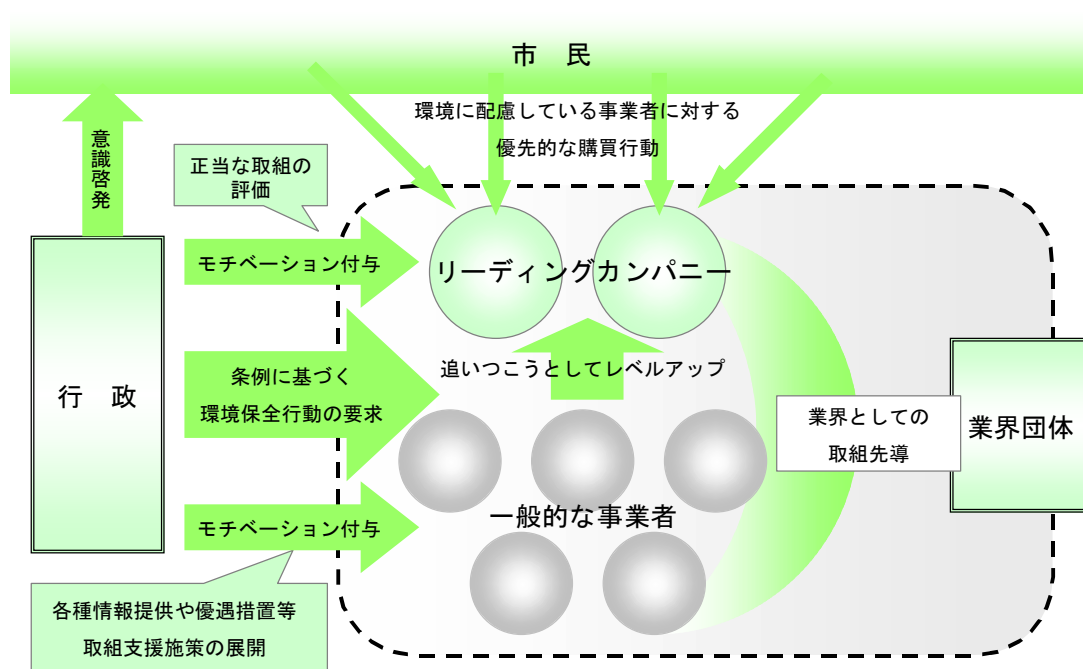 市　民
環境に配慮している事業者に対する
優先的な購買行動
意識啓発
正当な取組の
評価
モチベーション付与
リーディングカンパニー
追いつこうとしてレベルアップ
行　政
条例に基づく
環境保全行動の要求
業界としての
取組先導
業界団体
一般的な事業者
モチベーション付与
各種情報提供や優遇措置等
取組支援施策の展開